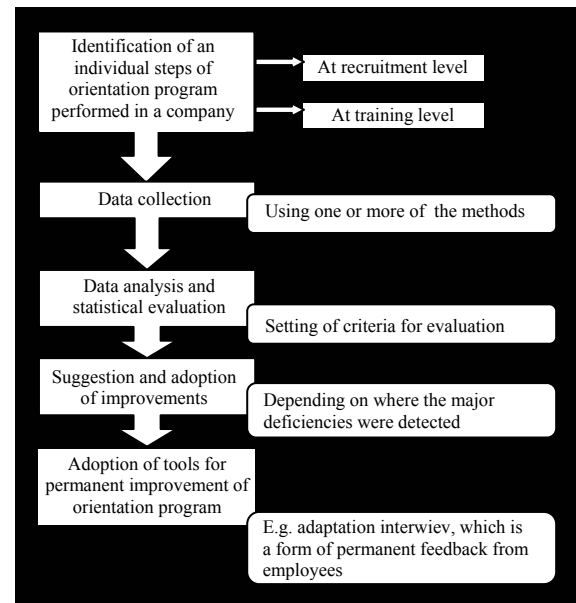 Identification of an
individual steps of
orientation program
performed in a company
At recruitment level
At training level
Data collection
Using one or more of the methods
Data analysis and
statistical evaluation
Setting of criteria for evaluation
Suggestion and adoption
of improvements
Depending on where the major
deficiencies were detected
Adoption of tools for
permanent improvement of
orientation program
E.g. adaptation interwiev, which is
a form of permanent feedback from
employees